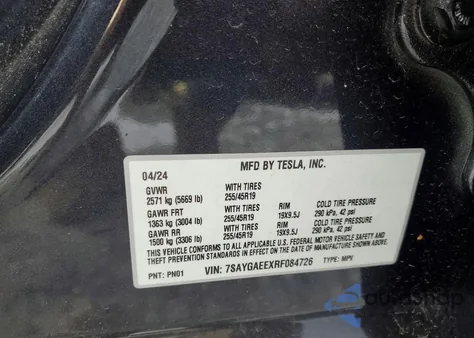 MFD BY TESLA, INC.
04/24
GVWR
2571 kg (5669 lb)
WITH TIRES
255/45R19
GAWR FRT
1363 kg (3004 lb)
WITH TIRES
255/45R19
RIM
19X9.5J
COLD TIRE PRESSURE
290 kPa, 42 psi
GAWR RR
1500 kg (3306 lb)
WITH TIRES
255/45R19
RIM
19X9.5J
COLD TIRE PRESSURE
290 kPa, 42 psi
THIS VEHICLE CONFORMS TO ALL APPLICABLE FEDERAL MOTOR VEHICLE SAFETY AND
THEFT PREVENTION STANDARDS IN EFFECT ON THE DATE OF MANUFACTURE SHOWN ABOVE.
PNT: PN01
VIN: 7SAYGAEEXRF084726
TYPE: MPV
autoshop